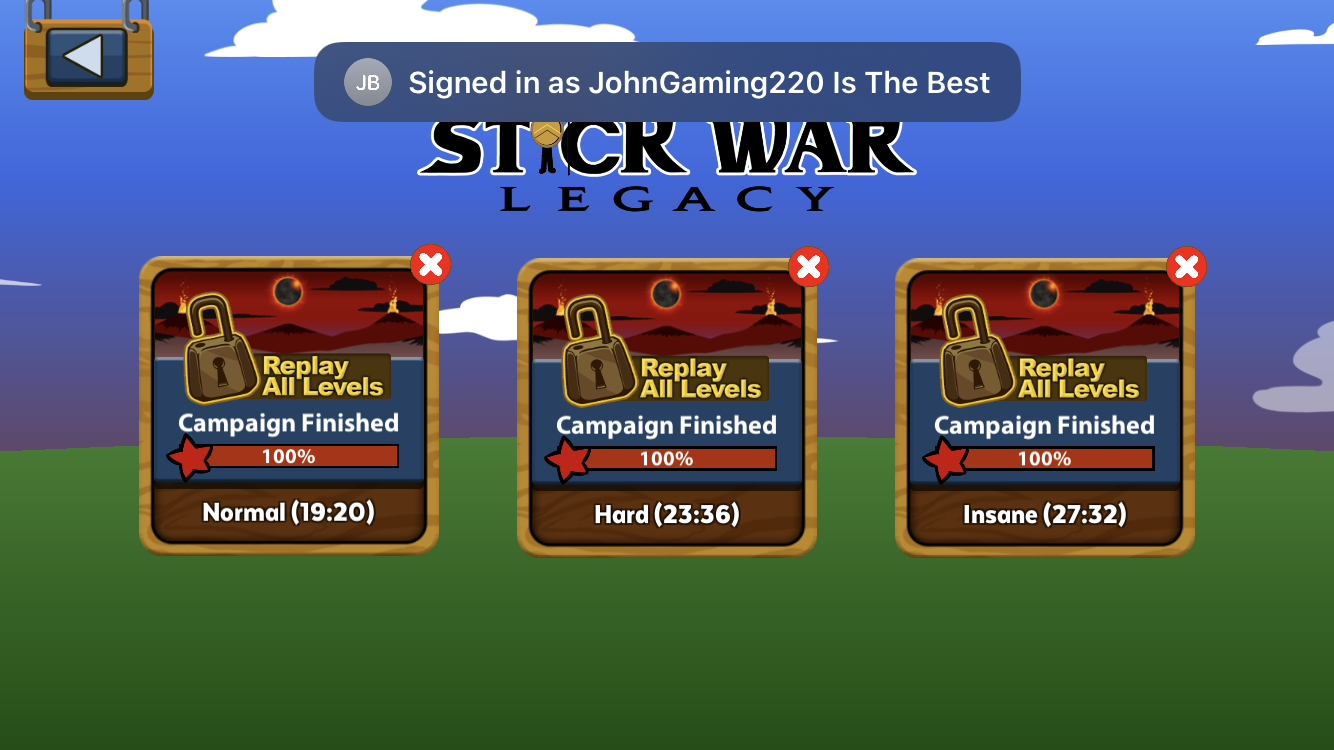 JB
Signed in as JohnGaming220 Is The Best
STICK WAR
LEGACY
Replay
All Levels
Campaign Finished
100%
Normal (19:20)
Replay
All Levels
Campaign Finished
100%
Hard (23:36)
Replay
All Levels
Campaign Finished
100%
Insane (27:32)